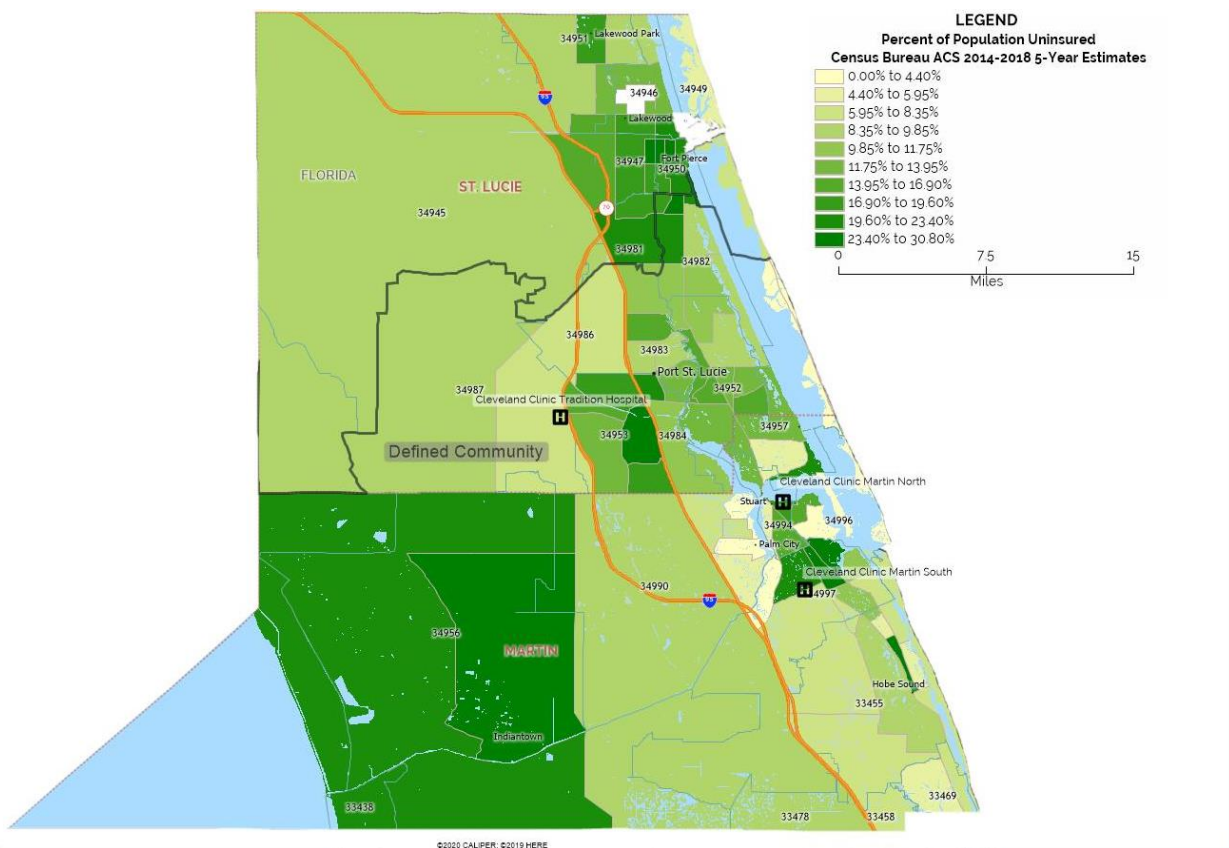 LEGEND
Percent of Population Uninsured
Census Bureau ACS 2014-2018 5-Year Estimates
0.00% to 4.40%
4.40% to 5.95%
5.95% to 8.35%
8.35% to 9.85%
9.85% to 11.75%
11.75% to 13.95%
13.95% to 16.90%
16.90% to 19.60%
19.60% to 23.40%
23.40% to 30.80%
0 7.5 15
Miles
34951
Lakewood Park
34946
34949
95
Lakewood
34947
Fort Pierce
34950
FLORIDA
ST. LUCIE
34945
70
34981
34982
34986
34983
Port St. Lucie
34987
34952
Cleveland Clinic Tradition Hospital
H
34953
34984
34957
Defined Community
Cleveland Clinic Martin North
Stuart
H
34994
34996
Palm City
Cleveland Clinic Martin South
34990
H
34997
95
34956
MARTIN
Hobe Sound
33455
Indiantown
33469
33438
33478
33458
©2020 CALIPER; ©2019 HERE